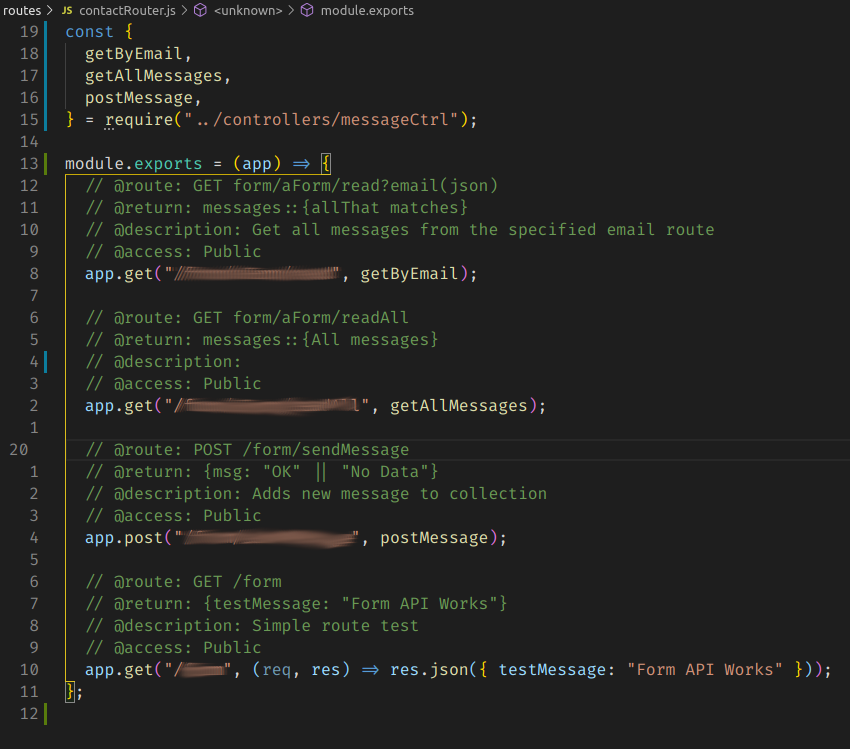 routes > JS contactRouter.js > <unknown> > module.exports
19 const {
18 getByEmail,
17 getAllMessages,
16 postMessage,
15 } = require("../controllers/messageCtrl");
14
13 module.exports = (app) => {
12 // @route: GET form/aForm/read?email(json)
11 // @return: messages::{allThat matches}
10 // @description: Get all messages from the specified email route
9 // @access: Public
8 app.get("/", getByEmail);
7
6 // @route: GET form/aForm/readAll
5 // @return: messages::{All messages}
4 // @description:
3 // @access: Public
2 app.get("/l", getAllMessages);
1
20 // @route: POST /form/sendMessage
1 // @return: {msg: "OK" || "No Data"}
2 // @description: Adds new message to collection
3 // @access: Public
4 app.post("/", postMessage);
5
6 // @route: GET /form
7 // @return: {testMessage: "Form API Works"}
8 // @description: Simple route test
9 // @access: Public
10 app.get("/", (req, res) => res.json({ testMessage: "Form API Works" }));
11 };
12